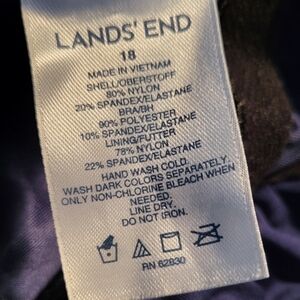 LANDS' END
18
MADE IN VIETNAM
SHELL/OBERSTOFF
80% NYLON
20% SPANDEX/ELASTANE
BRA/BH
90% POLYESTER
10% SPANDEX/ELASTANE
LINING/FUTTER
78% NYLON
22% SPANDEX/ELASTANE
HAND WASH COLD.
WASH DARK COLORS SEPARATELY.
ONLY NON-CHLORINE BLEACH WHEN
NEEDED.
LINE DRY.
DO NOT IRON.
RN 62830